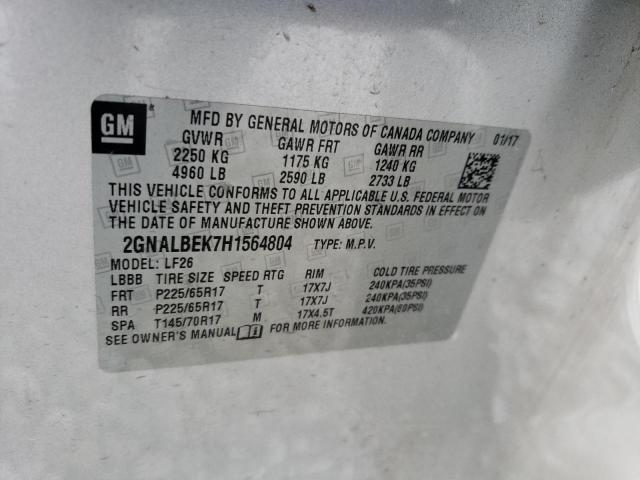 GM
MFD BY GENERAL MOTORS OF CANADA COMPANY 01/17
GVWR GAWR FRT GAWR RR
2250 KG 1175 KG 1240 KG
4960 LB 2590 LB 2733 LB
THIS VEHICLE CONFORMS TO ALL APPLICABLE U.S. FEDERAL MOTOR
VEHICLE SAFETY AND THEFT PREVENTION STANDARDS IN EFFECT ON
THE DATE OF MANUFACTURE SHOWN ABOVE.
2GNALBEK7H1564804 TYPE: M.P.V.
MODEL: LF26
LBBB TIRE SIZE SPEED RTG RIM COLD TIRE PRESSURE
FRT P225/65R17 T 17X7J 240KPA(35PSI)
RR P225/65R17 T 17X7J 240KPA(35PSI)
SPA T145/70R17 M 17X4.5T 420KPA(60PSI)
SEE OWNER'S MANUAL FOR MORE INFORMATION.